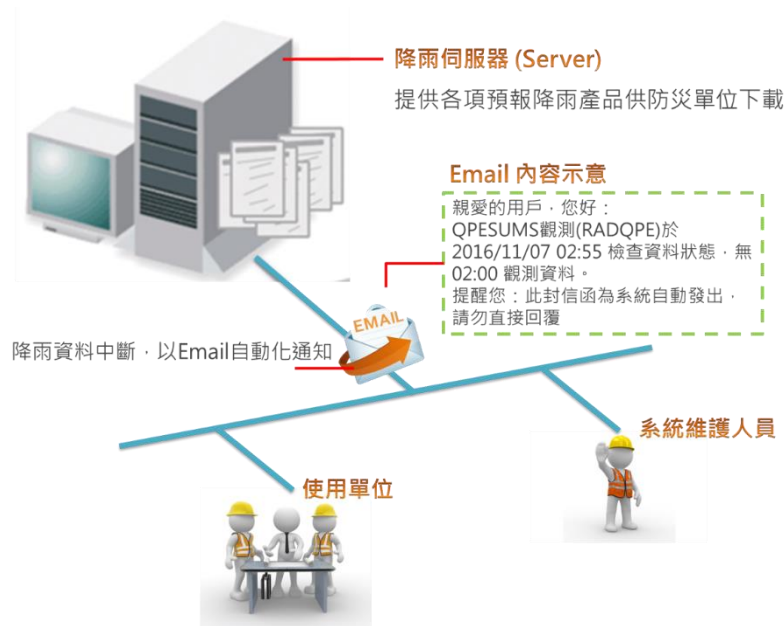 降雨伺服器 (Server)
提供各項預報降雨產品供防災單位下載
Email 內容示意
親愛的用戶，您好：
QPESUMS觀測(RADQPE)於
2016/11/07 02:55 檢查資料狀態，無
02:00 觀測資料。
提醒您：此封信函為系統自動發出，
請勿直接回覆
EMAIL
降雨資料中斷，以Email自動化通知
系統維護人員
使用單位